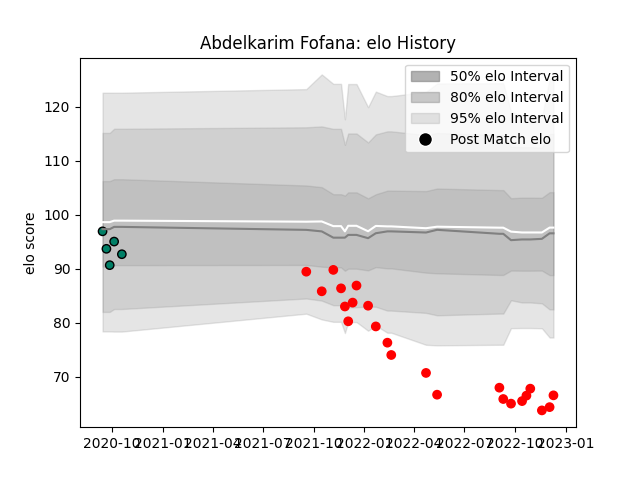 Abdelkarim Fofana: elo History
50% elo Interval
80% elo Interval
95% elo Interval
Post Match elo
elo score
120
110
100
90
80
70
2020-10 2021-01 2021-04 2021-07 2021-10 2022-01 2022-04 2022-07 2022-10 2023-01